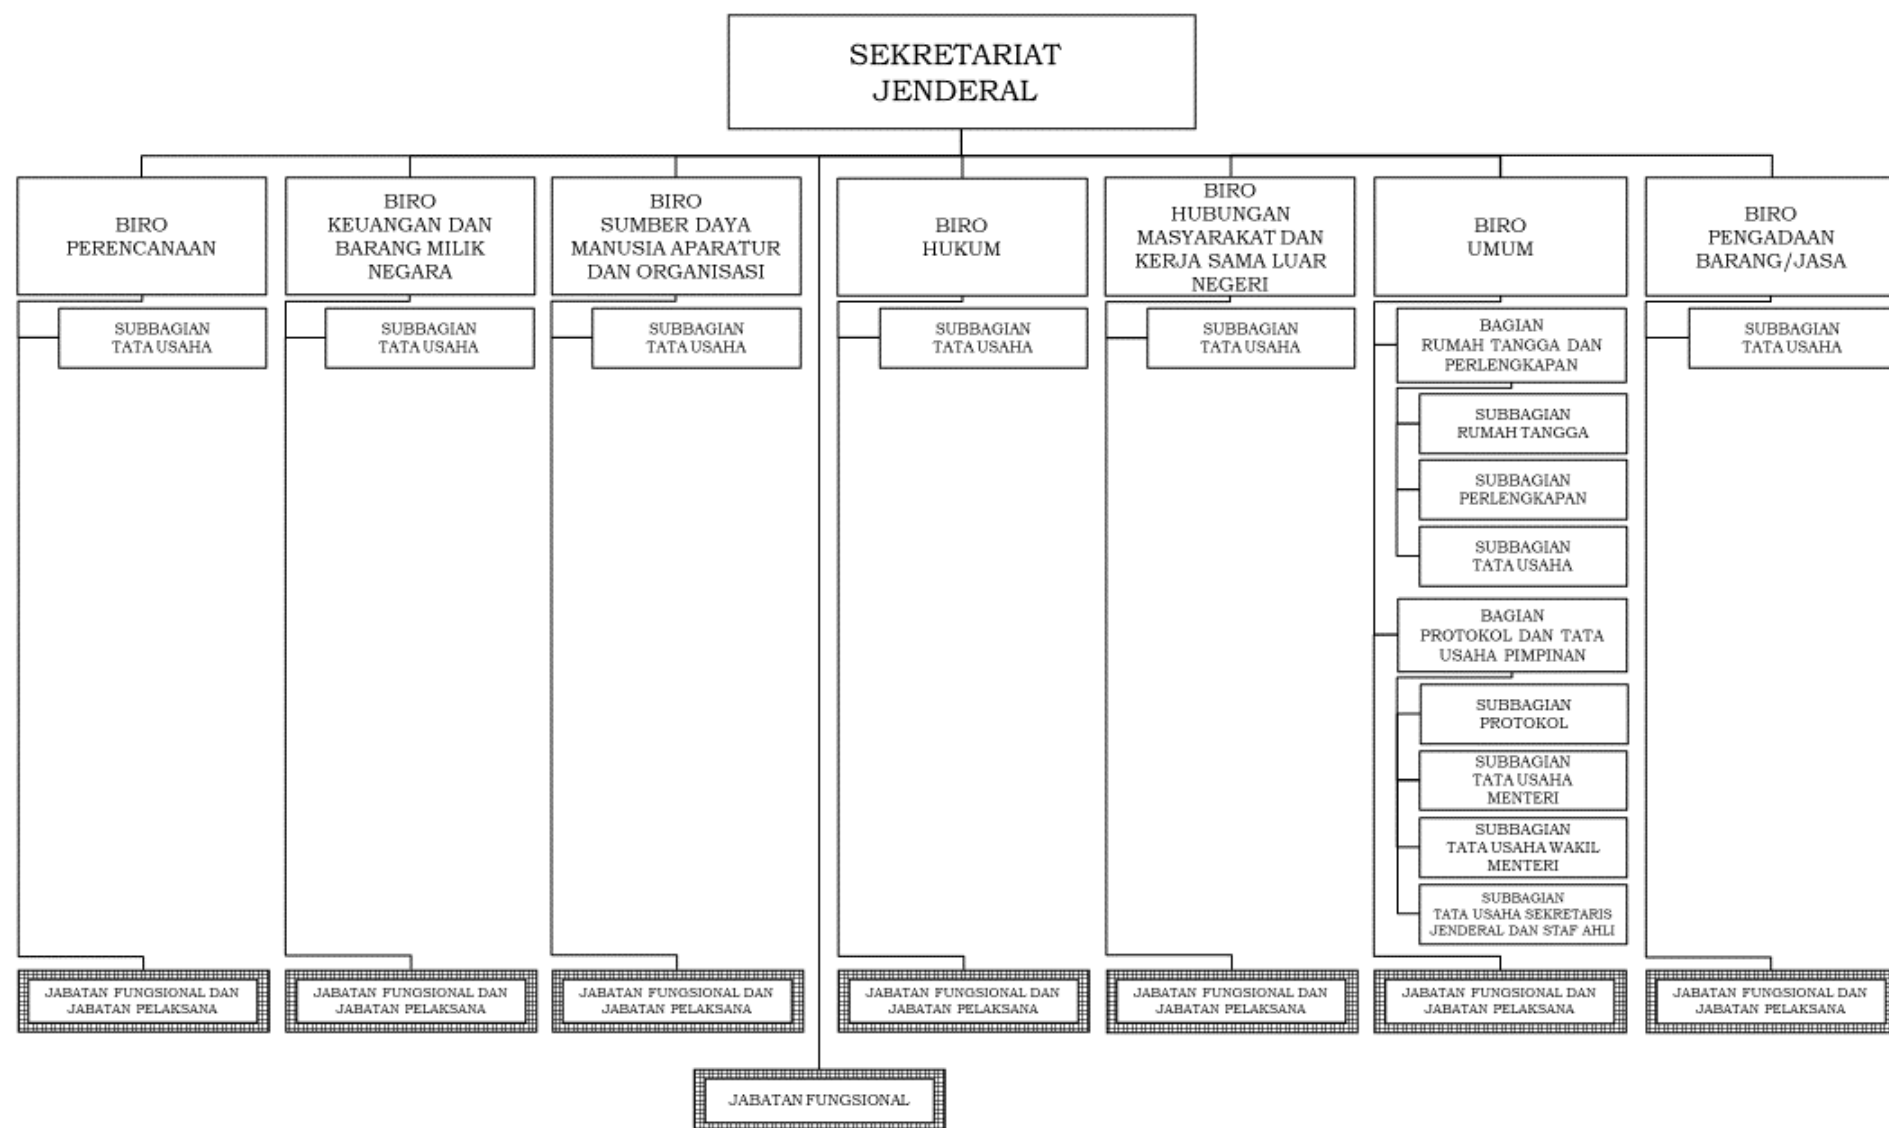 SEKRETARIAT
JENDERAL
BIRO
PERENCANAAN
BIRO
KEUANGAN DAN
BARANG MILIK
NEGARA
BIRO
SUMBER DAYA
MANUSIA APARATUR
DAN ORGANISASI
BIRO
HUKUM
BIRO
HUBUNGAN
MASYARAKAT DAN
KERJA SAMA LUAR
NEGERI
BIRO
UMUM
BIRO
PENGADAAN
BARANG/JASA
SUBBAGIAN
TATA USAHA
SUBBAGIAN
TATA USAHA
SUBBAGIAN
TATA USAHA
SUBBAGIAN
TATA USAHA
SUBBAGIAN
TATA USAHA
BAGIAN
RUMAH TANGGA DAN
PERLENGKAPAN
SUBBAGIAN
TATA USAHA
SUBBAGIAN
RUMAH TANGGA
SUBBAGIAN
PERLENGKAPAN
SUBBAGIAN
TATA USAHA
BAGIAN
PROTOKOL DAN TATA
USAHA PIMPINAN
SUBBAGIAN
PROTOKOL
SUBBAGIAN
TATA USAHA
MENTERI
SUBBAGIAN
TATA USAHA WAKIL
MENTERI
SUBBAGIAN
TATA USAHA SEKRETARIS
JENDERAL DAN STAF AHLI
JABATAN FUNGSIONAL DAN
JABATAN PELAKSANA
JABATAN FUNGSIONAL DAN
JABATAN PELAKSANA
JABATAN FUNGSIONAL DAN
JABATAN PELAKSANA
JABATAN FUNGSIONAL DAN
JABATAN PELAKSANA
JABATAN FUNGSIONAL DAN
JABATAN PELAKSANA
JABATAN FUNGSIONAL DAN
JABATAN PELAKSANA
JABATAN FUNGSIONAL DAN
JABATAN PELAKSANA
JABATAN FUNGSIONAL